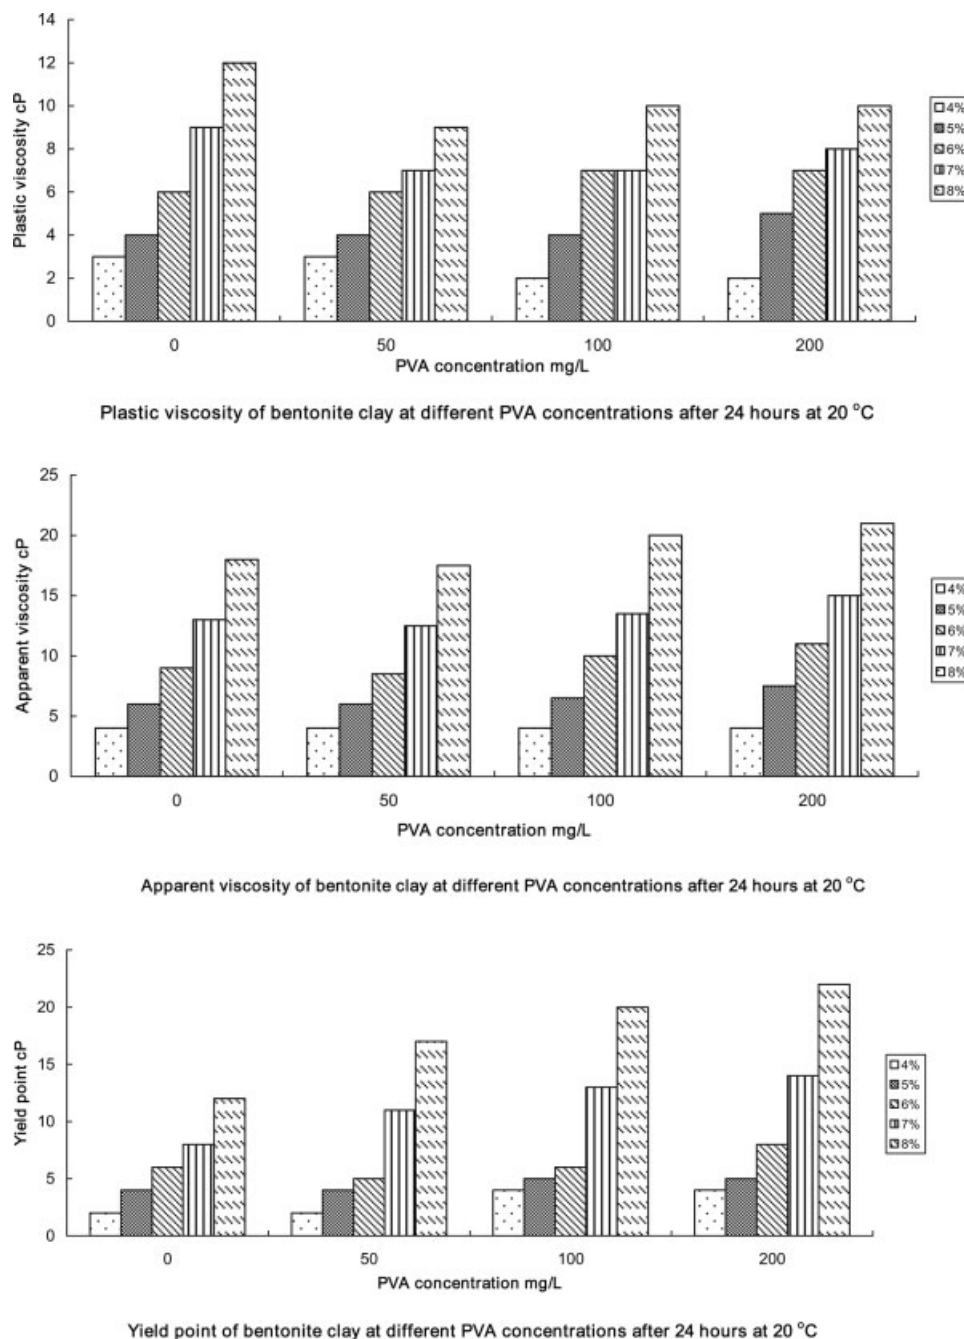 14
12
10
8
6
4
2
0
Plastic viscosity cP
4%
5%
6%
7%
8%
0 50 100 200
PVA concentration mg/L
Plastic viscosity of bentonite clay at different PVA concentrations after 24 hours at 20 °C
25
20
15
10
5
0
Apparent viscosity cP
4%
5%
6%
7%
8%
0 50 100 200
PVA concentration mg/L
Apparent viscosity of bentonite clay at different PVA concentrations after 24 hours at 20 °C
25
20
15
10
5
0
Yield point cP
4%
5%
6%
7%
8%
0 50 100 200
PVA concentration mg/L
Yield point of bentonite clay at different PVA concentrations after 24 hours at 20 °C